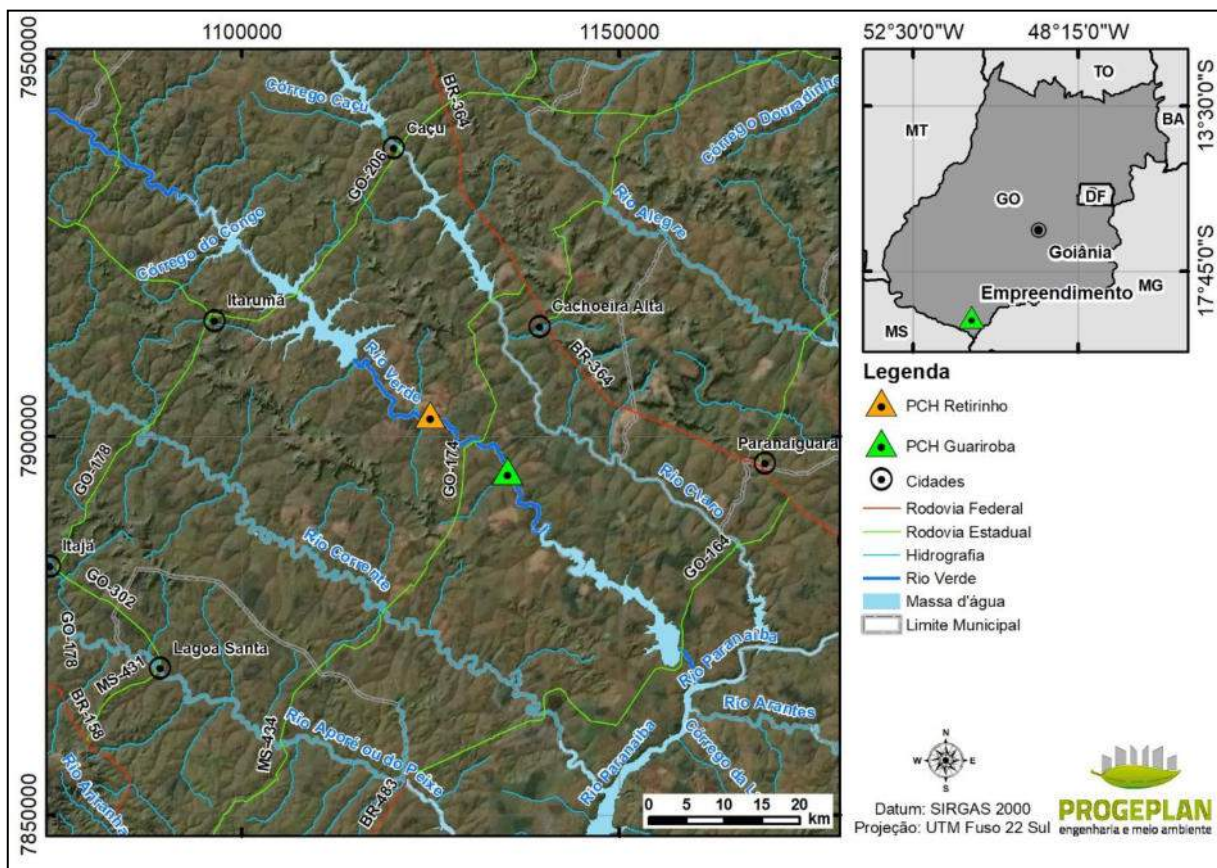 1100000
1150000
7950000
7900000
7850000
Córrego Caçu
Caçu
BR-364
Córrego Douradinho
GO-206
Rio Alegre
Córrego do Congo
Itarumã
Cachoeira Alta
Rio Verde
BR-364
GO-178
GO-174
Paranaiguara
Rio Claro
Itajá
GO-302
Rio Corrente
GO-164
GO-178
Lagoa Santa
MS-431
Rio Paranaíba
BR-158
Rio Arantes
MS-434
Rio Aporé ou do Peixe
Rio Paranaíba
Córrego da
BR-483
0 5 10 15 20
km
52°30'0"W
48°15'0"W
13°30'0"S
17°45'0"S
TO
MT
BA
GO
DF
Goiânia
MG
Empreendimento
MS
Legenda
PCH Retirinho
PCH Guariroba
Cidades
Rodovia Federal
Rodovia Estadual
Hidrografia
Rio Verde
Massa d'água
Limite Municipal
N
W E
S
Datum: SIRGAS 2000
Projeção: UTM Fuso 22 Sul
PROGEPLAN
engenharia e meio ambiente